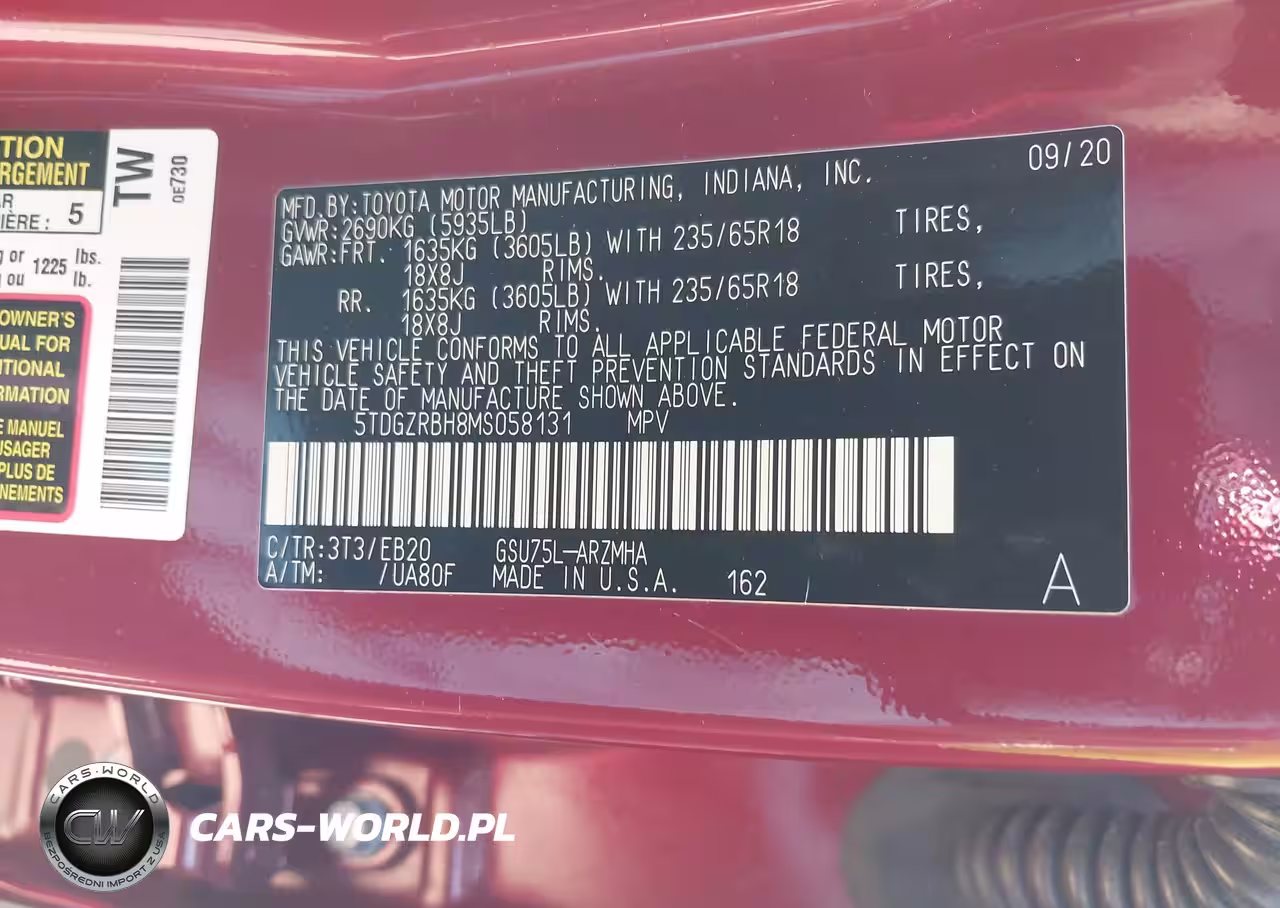 TION
RGEMENT
AR
IÈRE : 5
g or 1225 lbs.
g ou lb.
OWNER'S
UAL FOR
ITIONAL
RMATION
E MANUEL
USAGER
PLUS DE
NEMENTS
TW
0E730
09/20
MFD.BY:TOYOTA MOTOR MANUFACTURING, INDIANA, INC.
GVWR:2690KG (5935LB)
GAWR:FRT. 1635KG (3605LB) WITH 235/65R18 TIRES,
18X8J RIMS.
RR. 1635KG (3605LB) WITH 235/65R18 TIRES,
18X8J RIMS.
THIS VEHICLE CONFORMS TO ALL APPLICABLE FEDERAL MOTOR
VEHICLE SAFETY AND THEFT PREVENTION STANDARDS IN EFFECT ON
THE DATE OF MANUFACTURE SHOWN ABOVE.
5TDGZRBH8MS058131 MPV
C/TR:3T3/EB20 GSU75L-ARZMHA
A/TM: /UA80F MADE IN U.S.A. 162
A
CARS-WORLD
CW
BEZPOŚREDNI IMPORT Z USA
CARS-WORLD.PL